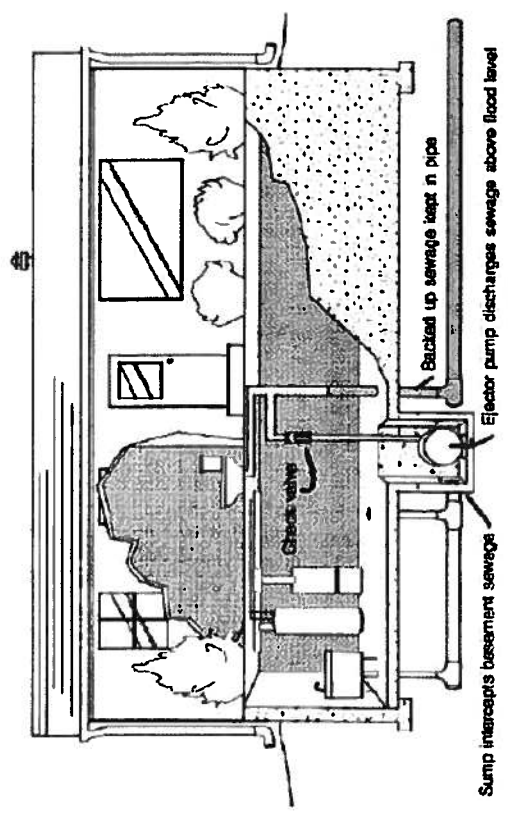 Check valve
Backed up sewage kept in pipe
Ejector pump discharges sewage above flood level
Sump intercepts basement sewage